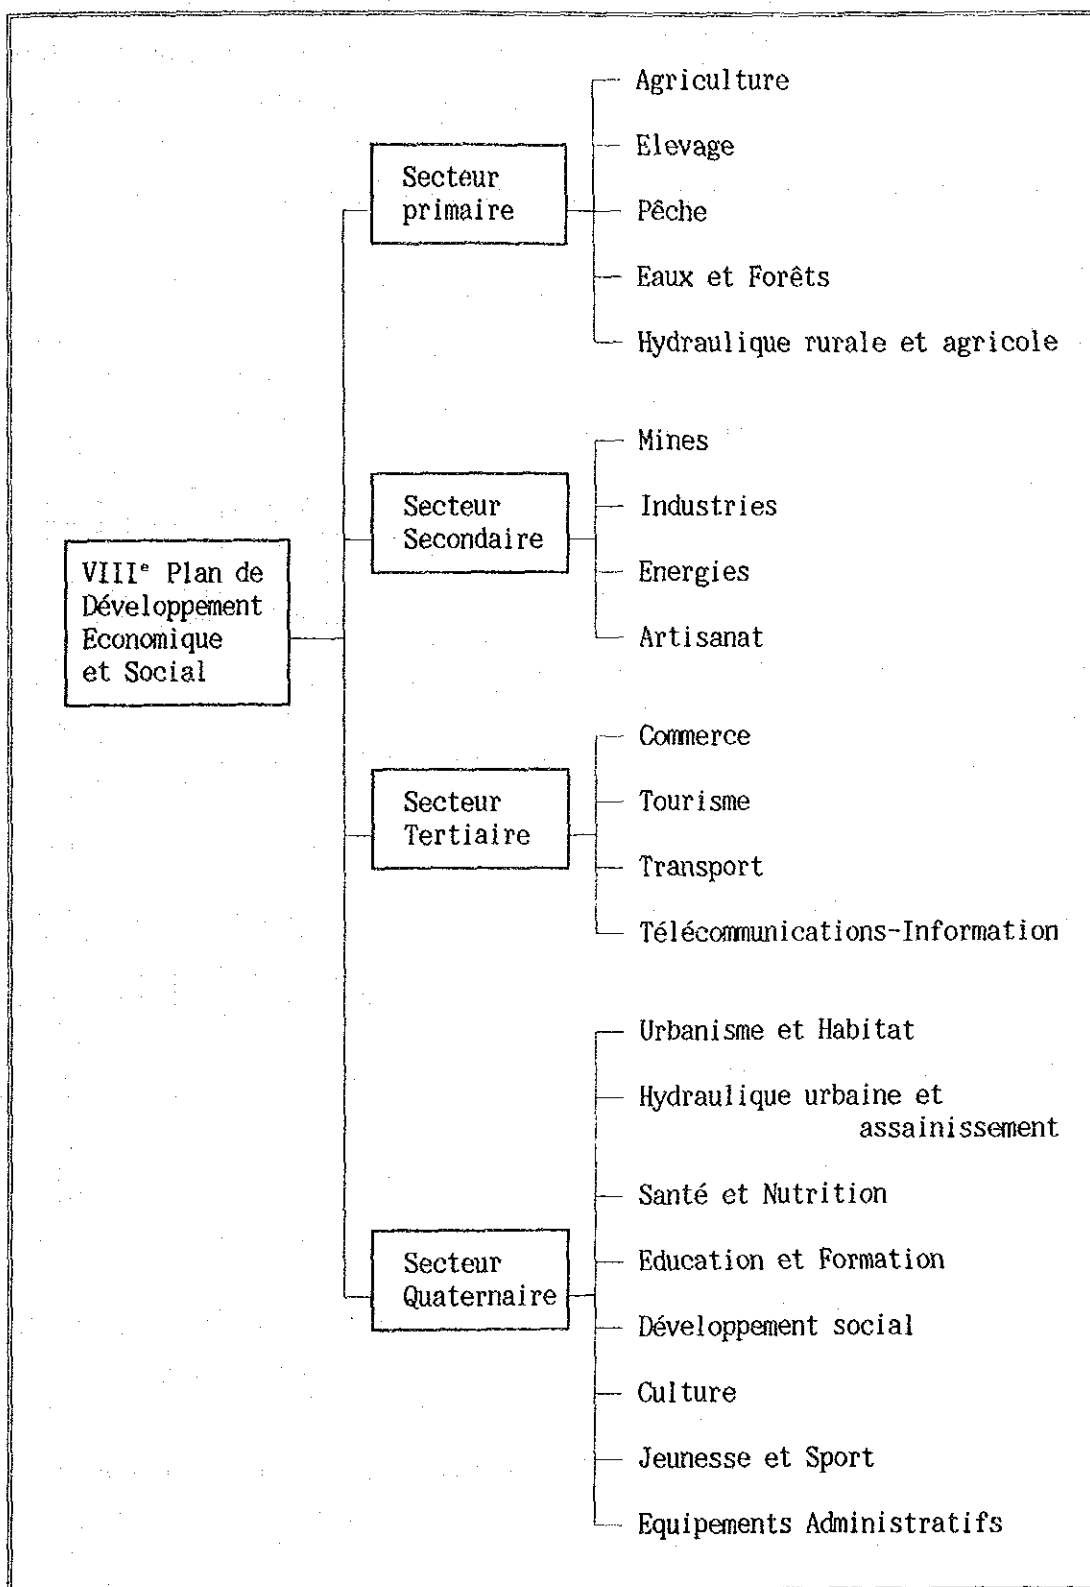 VIIIᵉ Plan de
Développement
Economique
et Social
Secteur
primaire
Agriculture
Elevage
Pêche
Eaux et Forêts
Hydraulique rurale et agricole
Secteur
Secondaire
Mines
Industries
Energies
Artisanat
Secteur
Tertiaire
Commerce
Tourisme
Transport
Télécommunications-Information
Secteur
Quaternaire
Urbanisme et Habitat
Hydraulique urbaine et
assainissement
Santé et Nutrition
Education et Formation
Développement social
Culture
Jeunesse et Sport
Equipements Administratifs